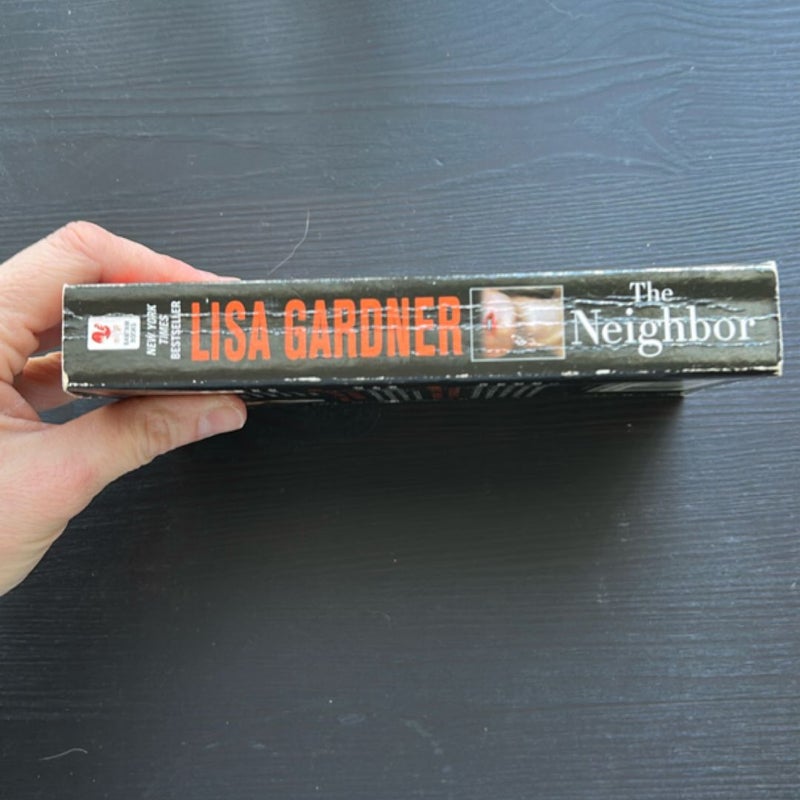 NEW YORK
TIMES
BESTSELLER
LISA GARDNER
The
Neighbor